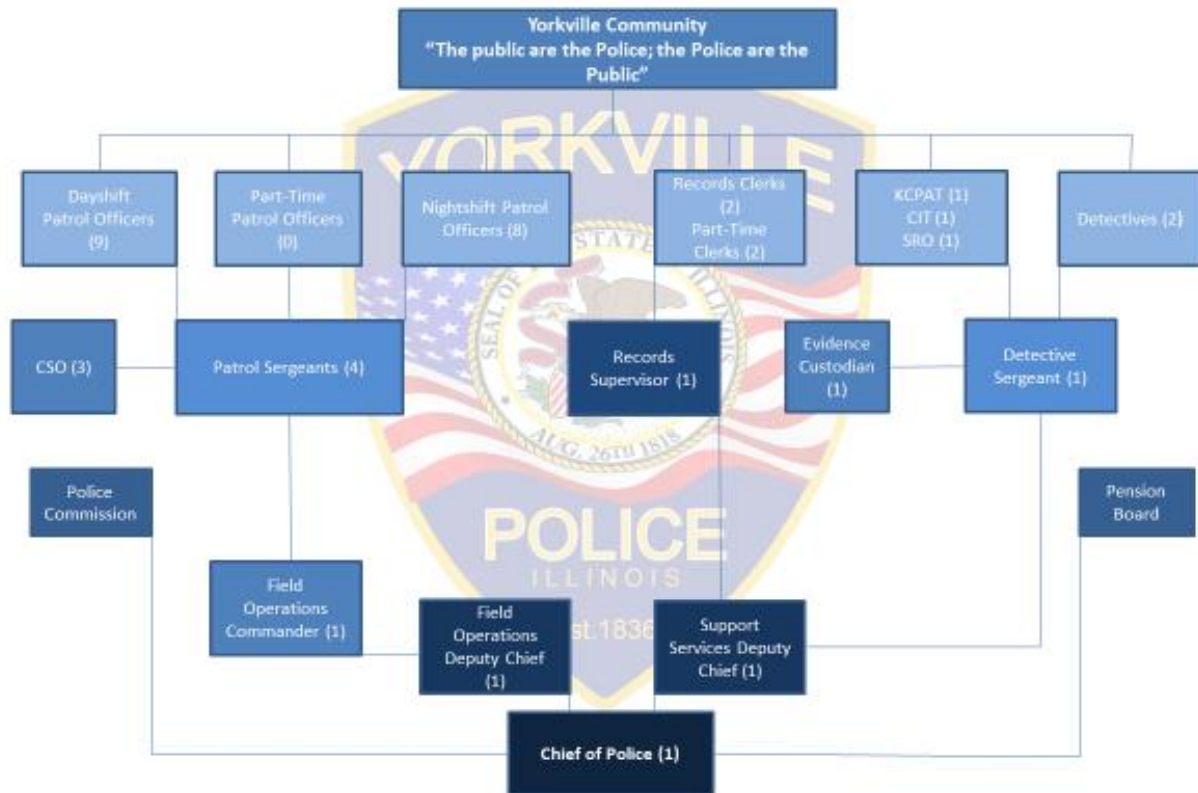 Yorkville Community
“The public are the Police; the Police are the
Public”
YORKVILLE
Dayshift
Patrol Officers
(9)
Part-Time
Patrol Officers
(0)
Nightshift Patrol
Officers (8)
Records Clerks
(2)
Part-Time
Clerks (2)
KCPAT (1)
CIT (1)
SRO (1)
Detectives (2)
SEAL OF STATE ILLINOIS
AUG. 26TH 1818
CSO (3)
Patrol Sergeants (4)
Records
Supervisor (1)
Evidence
Custodian
(1)
Detective
Sergeant (1)
Police
Commission
Pension
Board
POLICE
ILLINOIS
Field
Operations
Commander (1)
Field
Operations
Deputy Chief
(1)
st.1836
Support
Services Deputy
Chief (1)
Chief of Police (1)